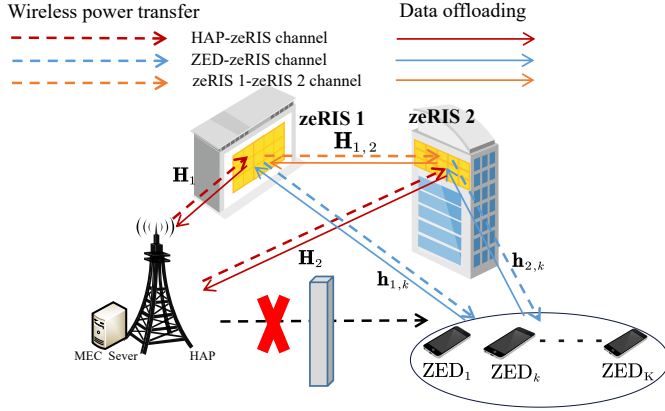 Wireless power transfer Data offloading
HAP-zeRIS channel
ZED-zeRIS channel
zeRIS 1-zeRIS 2 channel
zeRIS 1 zeRIS 2
H₁,₂
H₁
H₂
h₁,ₖ
h₂,ₖ
MEC Sever HAP
ZED₁ ZEDₖ ZED_K